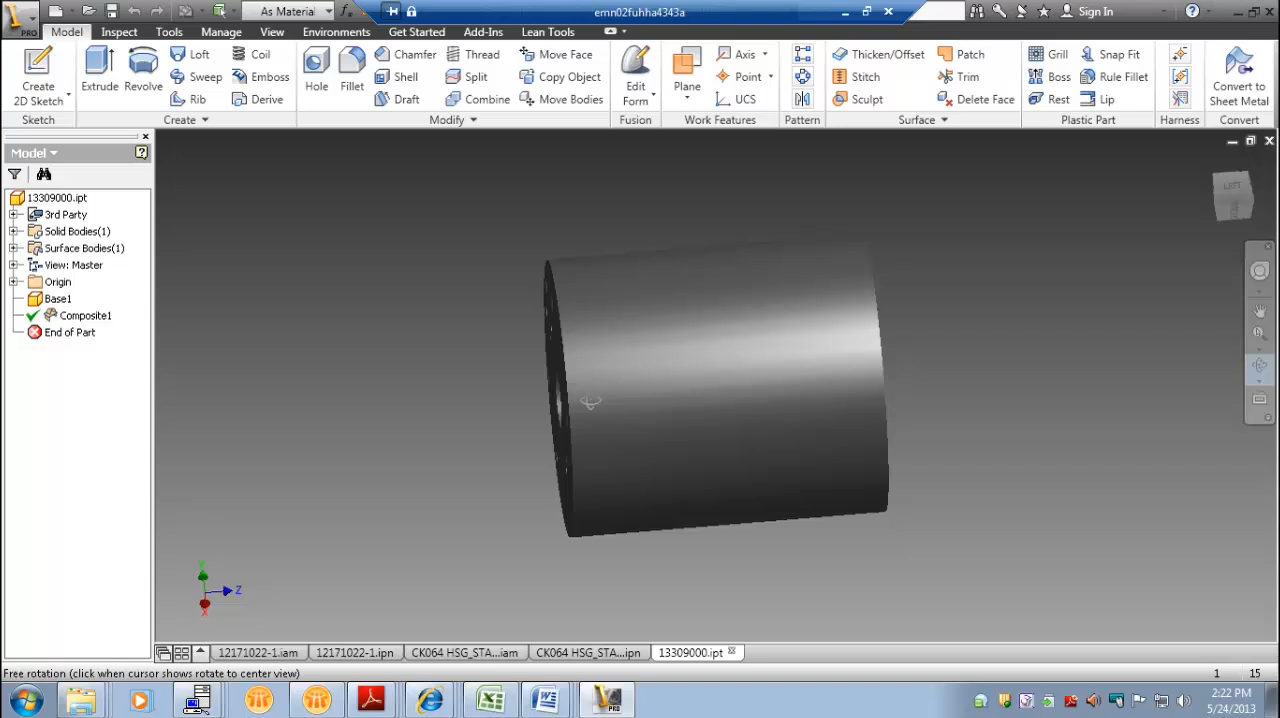 As Material
emn02fuhha4343a
Sign In
PRO
Model Inspect Tools Manage View Environments Get Started Add-Ins Lean Tools
Loft Coil Chamfer Thread Move Face Axis Thicken/Offset Patch Grill Snap Fit
Create 2D Sketch Extrude Revolve Sweep Emboss Hole Fillet Shell Split Copy Object Edit Form Plane Point Stitch Trim Boss Rule Fillet Convert to Sheet Metal
Rib Derive Draft Combine Move Bodies UCS Sculpt Delete Face Rest Lip
Sketch Create Modify Fusion Work Features Pattern Surface Plastic Part Harness Convert
Model
13309000.ipt
3rd Party
Solid Bodies(1)
Surface Bodies(1)
View: Master
Origin
Base1
Composite1
End of Part
LEFT
Y
Z
X
12171022-1.iam 12171022-1.ipn CK064 HSG_STA...iam CK064 HSG_STA...ipn 13309000.ipt
Free rotation (click when cursor shows rotate to center view) 1 15
2:22 PM
5/24/2013